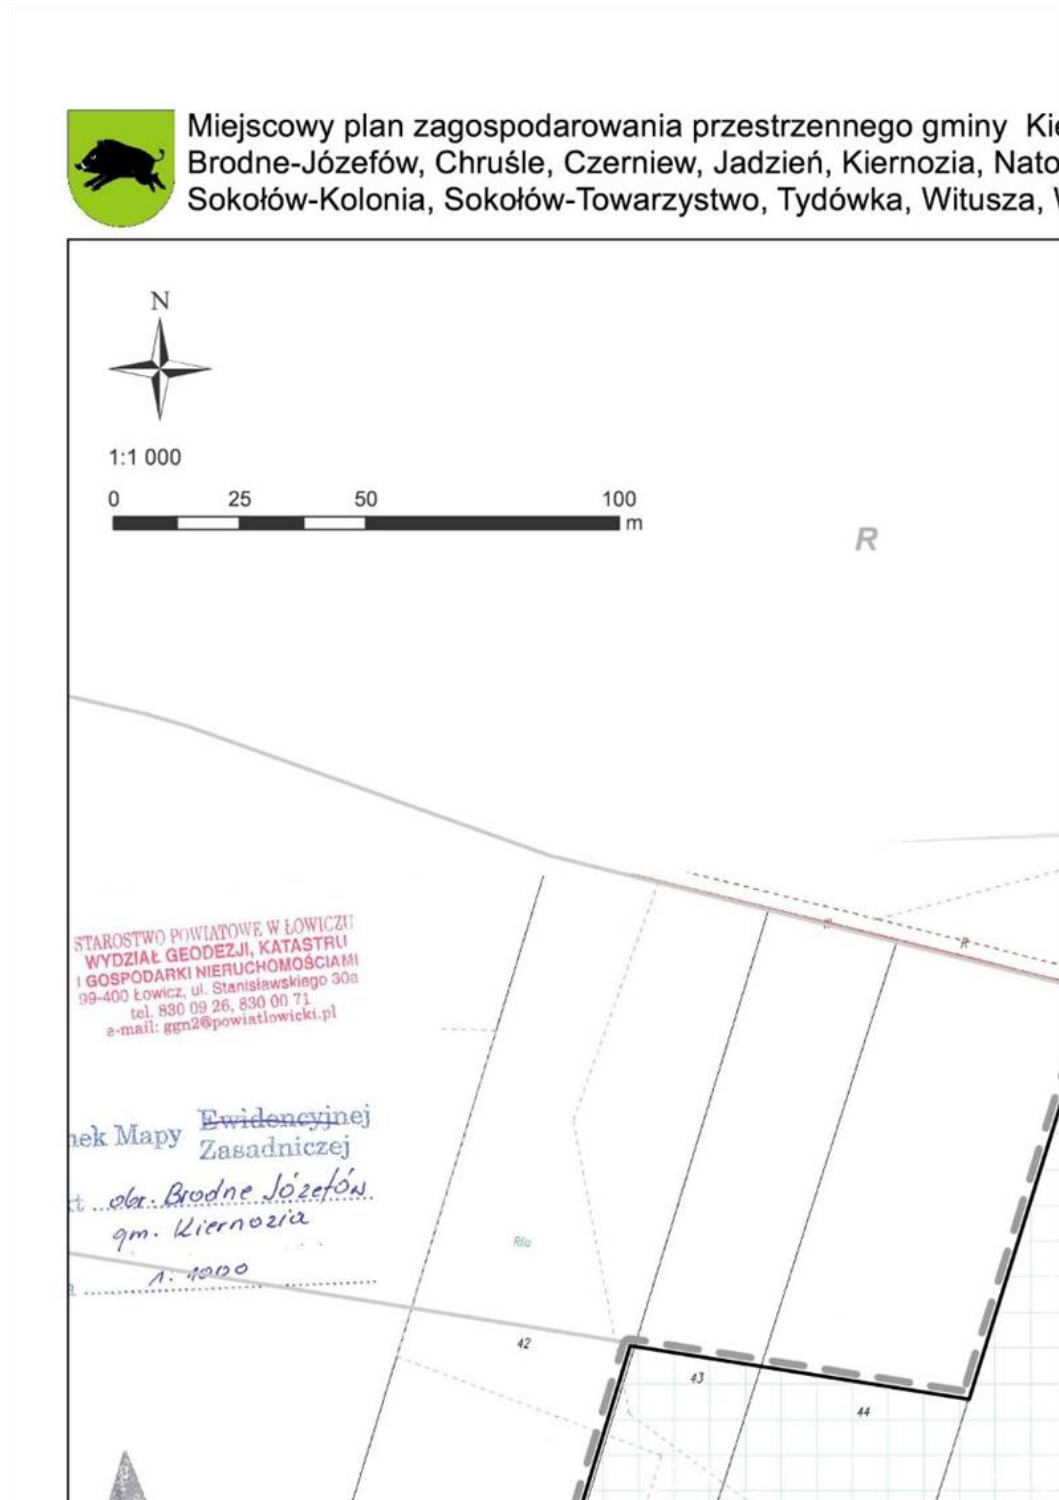 Miejscowy plan zagospodarowania przestrzennego gminy Kie
Brodne-Józefów, Chruśle, Czerniew, Jadzień, Kiernozia, Nato
Sokołów-Kolonia, Sokołów-Towarzystwo, Tydówka, Witusza, W
N
1:1 000
0 25 50 100
m
R
STAROSTWO POWIATOWE W ŁOWICZU
WYDZIAŁ GEODEZJI, KATASTRU
I GOSPODARKI NIERUCHOMOŚCIAMI
99-400 Łowicz, ul. Stanisławskiego 30a
tel. 830 09 26, 830 00 71
e-mail: ggn2@powiatlowicki.pl
R
nek Mapy Ewidencyjnej
Zasadniczej
kt obr. Brodne Józefów
gm. Kiernozia
a 1:1000
42
43
44